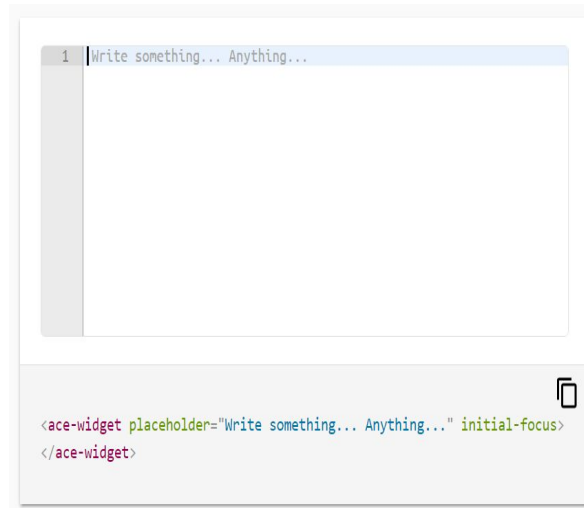 1 Write something... Anything...
<ace-widget placeholder="Write something... Anything..." initial-focus>
</ace-widget>